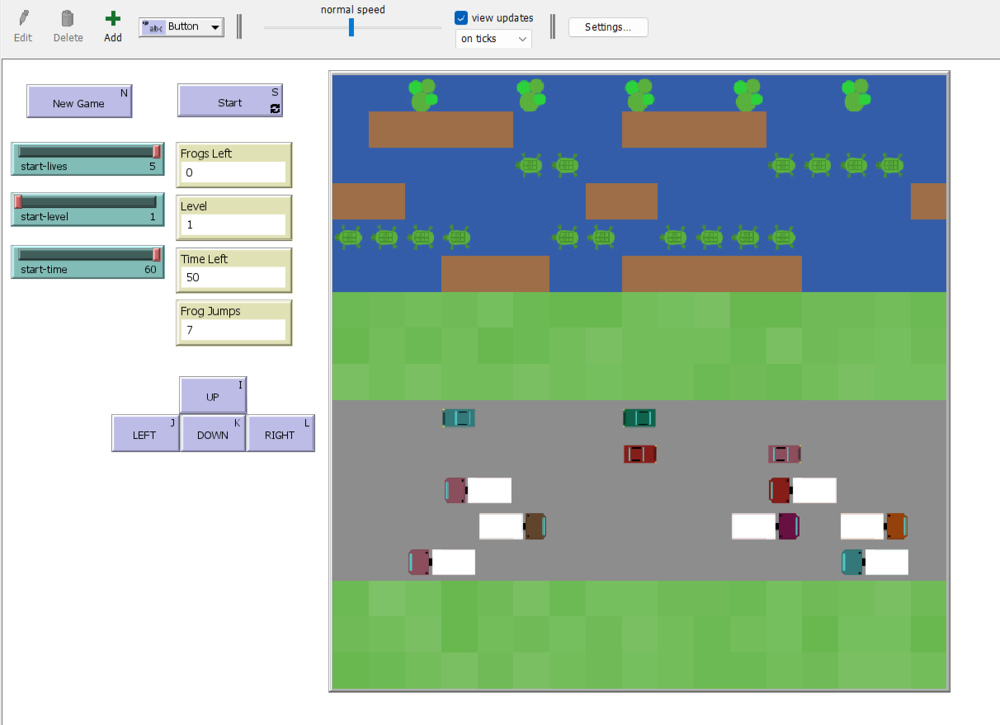 normal speed
view updates
Edit
Delete
Add
abc
Button
on ticks
Settings...
N
New Game
S
Start
start-lives 5
Frogs Left
0
start-level 1
Level
1
start-time 60
Time Left
50
Frog Jumps
7
I
UP
J
LEFT
K
DOWN
L
RIGHT